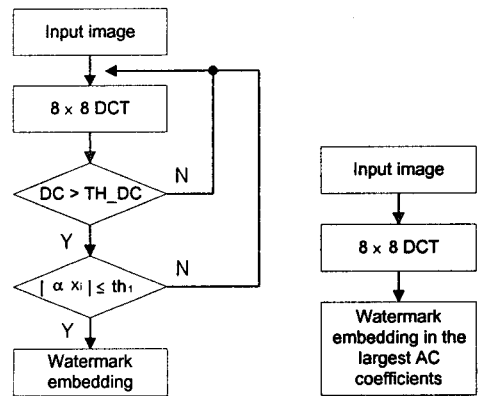 Input image
8 × 8 DCT
DC > TH_DC
N
Y
| α xi | ≤ th1
N
Y
Watermark
embedding
Input image
8 × 8 DCT
Watermark
embedding in the
largest AC
coefficients